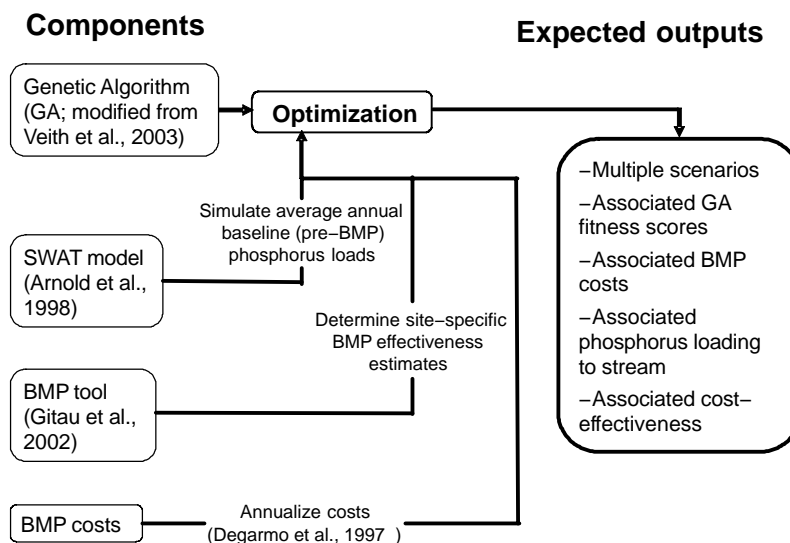 Components
Expected outputs
Genetic Algorithm
(GA; modified from
Veith et al., 2003)
Optimization
−Multiple scenarios
−Associated GA
fitness scores
−Associated BMP
costs
−Associated
phosphorus loading
to stream
−Associated cost−
effectiveness
Simulate average annual
baseline (pre−BMP)
phosphorus loads
SWAT model
(Arnold et al.,
1998)
Determine site−specific
BMP effectiveness
estimates
BMP tool
(Gitau et al.,
2002)
BMP costs
Annualize costs
(Degarmo et al., 1997)